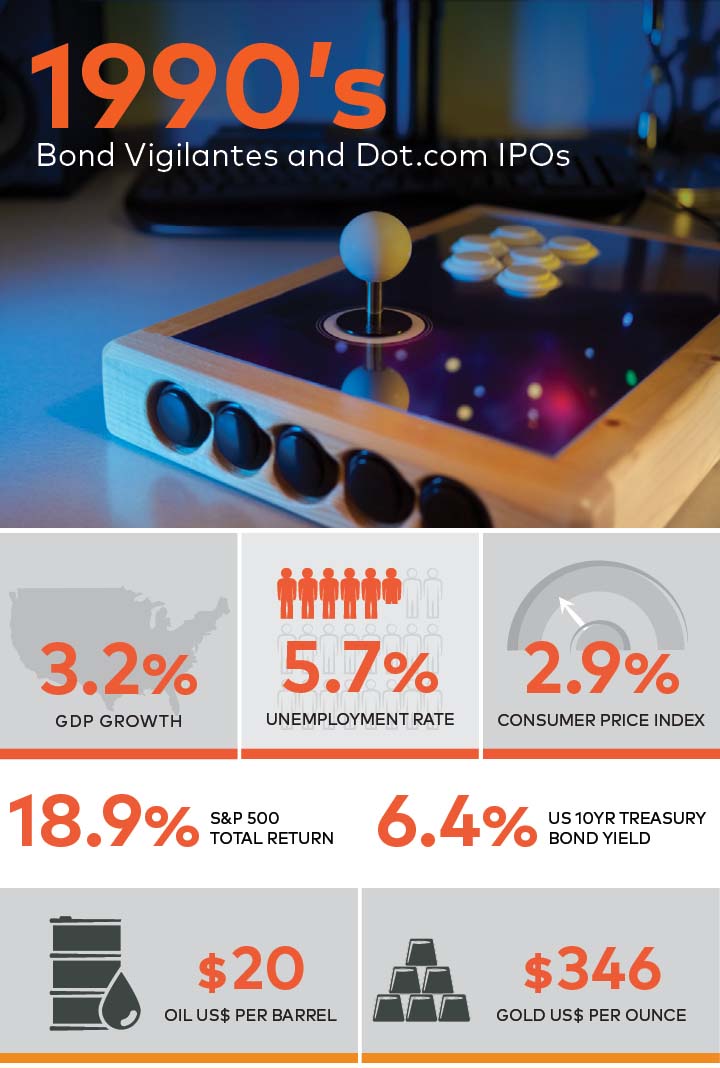 1990's
Bond Vigilantes and Dot.com IPOs
3.2%
GDP GROWTH
5.7%
UNEMPLOYMENT RATE
2.9%
CONSUMER PRICE INDEX
18.9%
S&P 500
TOTAL RETURN
6.4%
US 10YR TREASURY
BOND YIELD
$20
OIL US$ PER BARREL
$346
GOLD US$ PER OUNCE